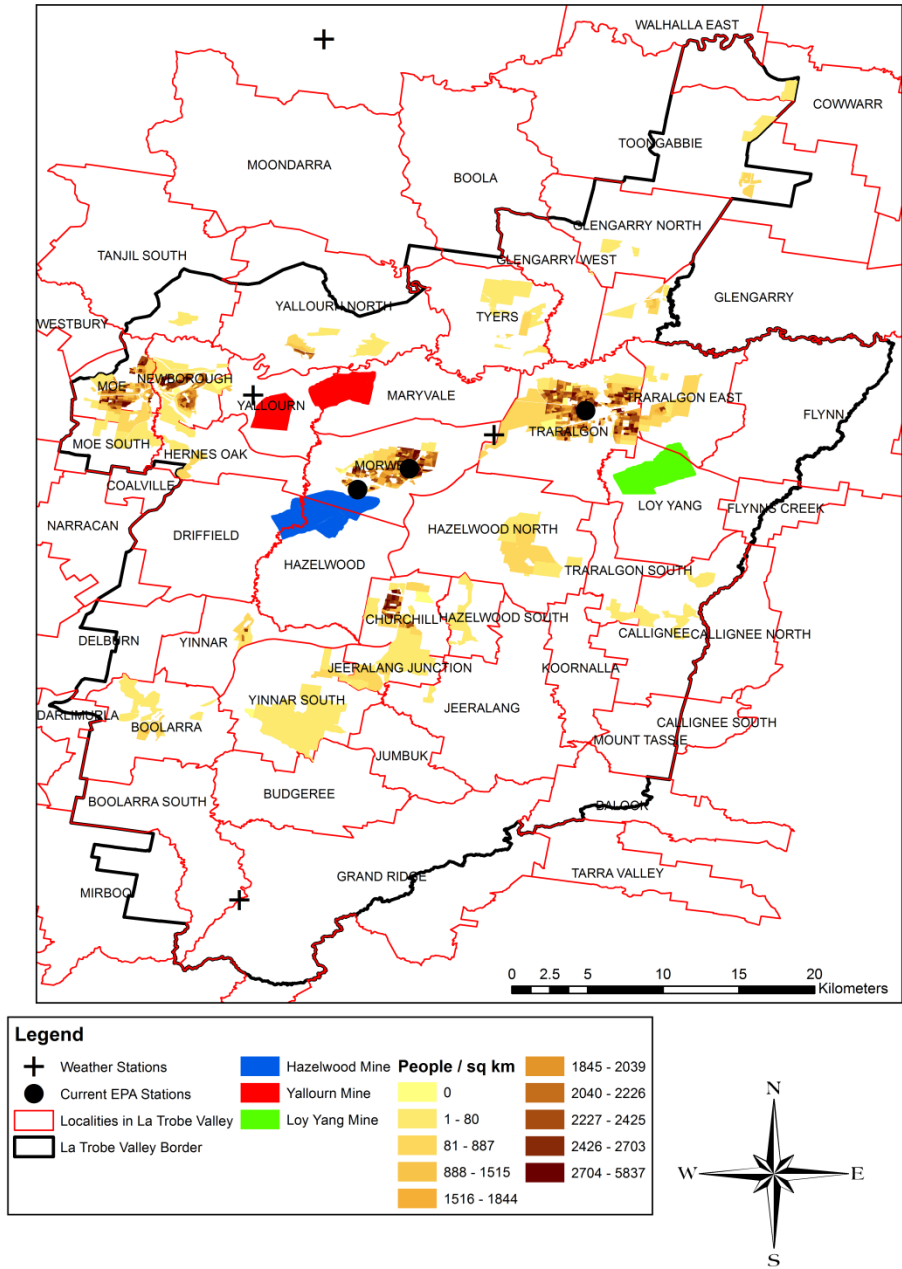 WALHALLA EAST
COWWARR
TOONGABBIE
MOONDARRA
BOOLA
GLENGARRY NORTH
TANJIL SOUTH
GLENGARRY WEST
GLENGARRY
YALLOURN NORTH
TYERS
WESTBURY
NEWBOROUGH
MOE
YALLOURN
MARYVALE
TRARALGON EAST
FLYNN
TRARALGON
MOE SOUTH
HERNES OAK
MORWE
COALVILLE
LOY YANG
FLYNNS CREEK
NARRACAN
DRIFFIELD
HAZELWOOD NORTH
HAZELWOOD
TRARALGON SOUTH
CHURCHILL
HAZELWOOD SOUTH
DELBURN
YINNAR
CALLIGNEE
CALLIGNEE NORTH
JEERALANG JUNCTION
KOORNALLA
YINNAR SOUTH
JEERALANG
DARLIMURLA
BOOLARRA
CALLIGNEE SOUTH
MOUNT TASSIE
JUMBUK
BOOLARRA SOUTH
BUDGEREE
BALOOK
GRAND RIDGE
TARRA VALLEY
MIRBOO
0 2.5 5 10 15 20
Kilometers
Legend
Weather Stations
Current EPA Stations
Localities in La Trobe Valley
La Trobe Valley Border
Hazelwood Mine
Yallourn Mine
Loy Yang Mine
People / sq km
0
1 - 80
81 - 887
888 - 1515
1516 - 1844
1845 - 2039
2040 - 2226
2227 - 2425
2426 - 2703
2704 - 5837
N
W E
S